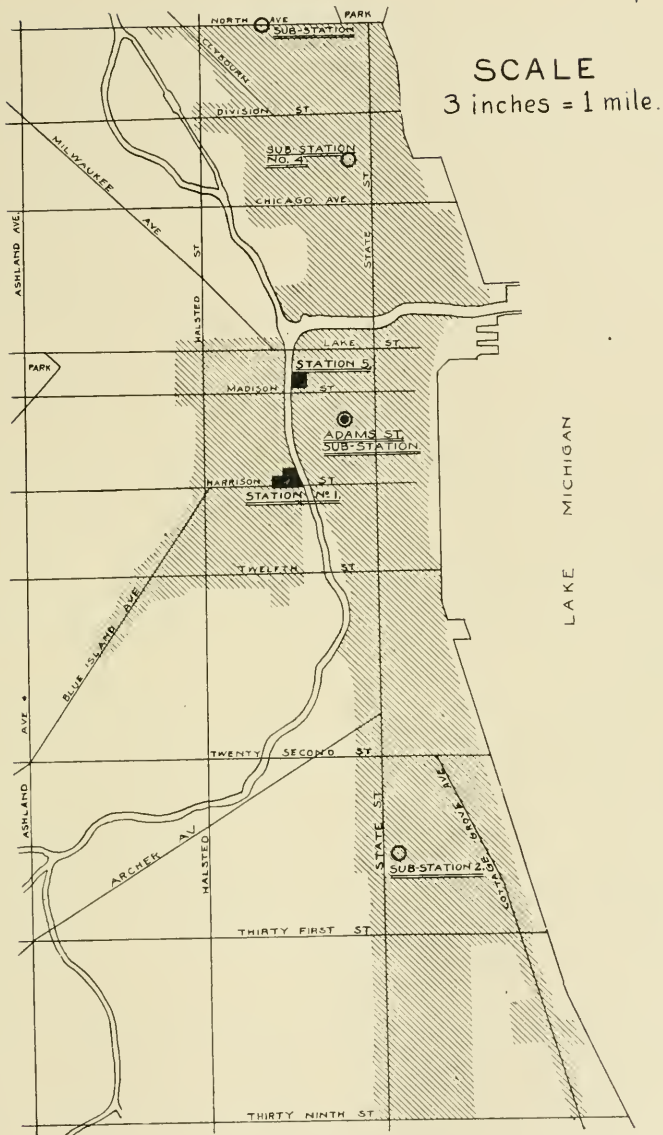 PARK
NORTH AVE
SUB-STATION
CLYBOURN
SCALE
3 inches = 1 mile.
DIVISION ST.
MILWAUKEE AVE
SUB-STATION
NO. 4.
STATE ST
CHICAGO AVE.
ASHLAND AVE.
HALSTED ST
LAKE ST.
PARK
STATION 5.
MADISON ST
ADAMS ST.
SUB-STATION
LAKE MICHIGAN
HARRISON ST
STATION Nº 1.
TWELFTH ST
BLUE ISLAND AVE
ASHLAND AVE
TWENTY SECOND ST
HALSTED
ARCHER AV
STATE ST.
COTTAGE GROVE AVE
SUB-STATION 2.
THIRTY FIRST ST.
THIRTY NINTH ST